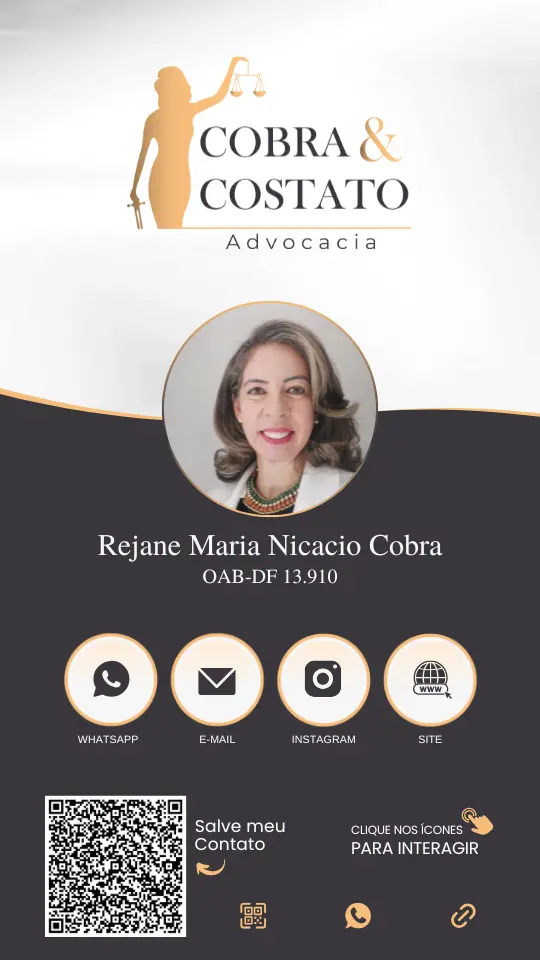 COBRA &
COSTATO
Advocacia
Rejane Maria Nicacio Cobra
OAB-DF 13.910
www
WHATSAPP
E-MAIL
INSTAGRAM
SITE
Salve meu
Contato
CLIQUE NOS ÍCONES
PARA INTERAGIR